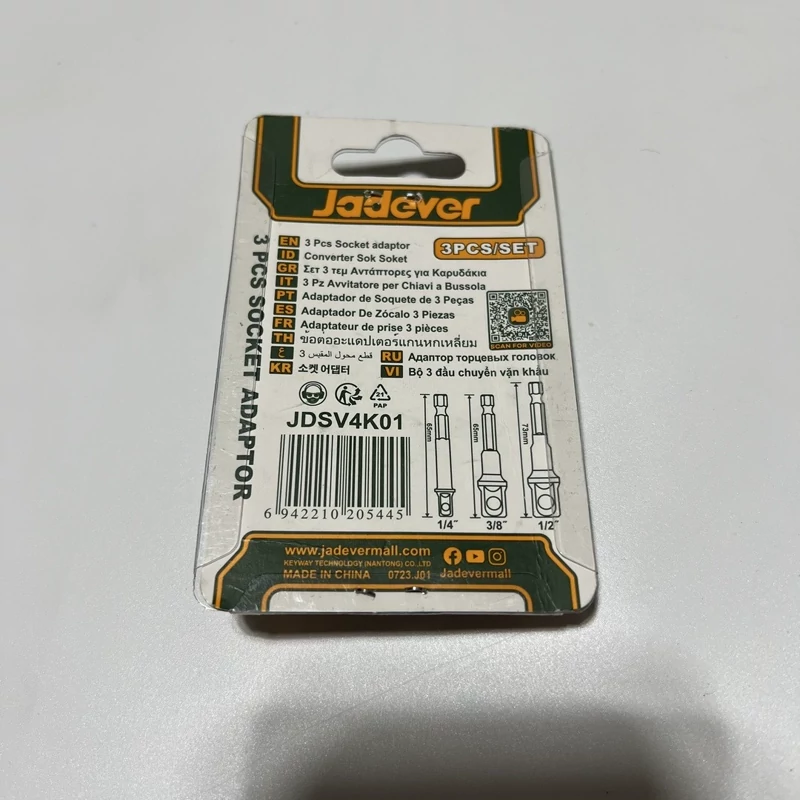 Jadever
3PCS/SET
3 PCS SOCKET ADAPTOR
EN 3 Pcs Socket adaptor
ID Converter Sok Soket
GR Σετ 3 τεμ Αντάπτορες για Καρυδάκια
IT 3 Pz Avvitatore per Chiavi a Bussola
PT Adaptador de Soquete de 3 Peças
ES Adaptador De Zócalo 3 Piezas
FR Adaptateur de prise 3 pièces
TH ข้อต่ออะแดปเตอร์แกนหกเหลี่ยม
ع 3 قطع محول المقبس
KR 소켓 어댑터
SCAN FOR VIDEO
RU Адаптор торцевых головок
VI Bộ 3 đầu chuyển vặn khẩu
21
PAP
JDSV4K01
6 942210 205445
65mm
65mm
73mm
1/4″
3/8″
1/2″
www.jadevermall.com
KEYWAY TECHNOLOGY (NANTONG) CO.,LTD
MADE IN CHINA 0723.J01
Jadevermall